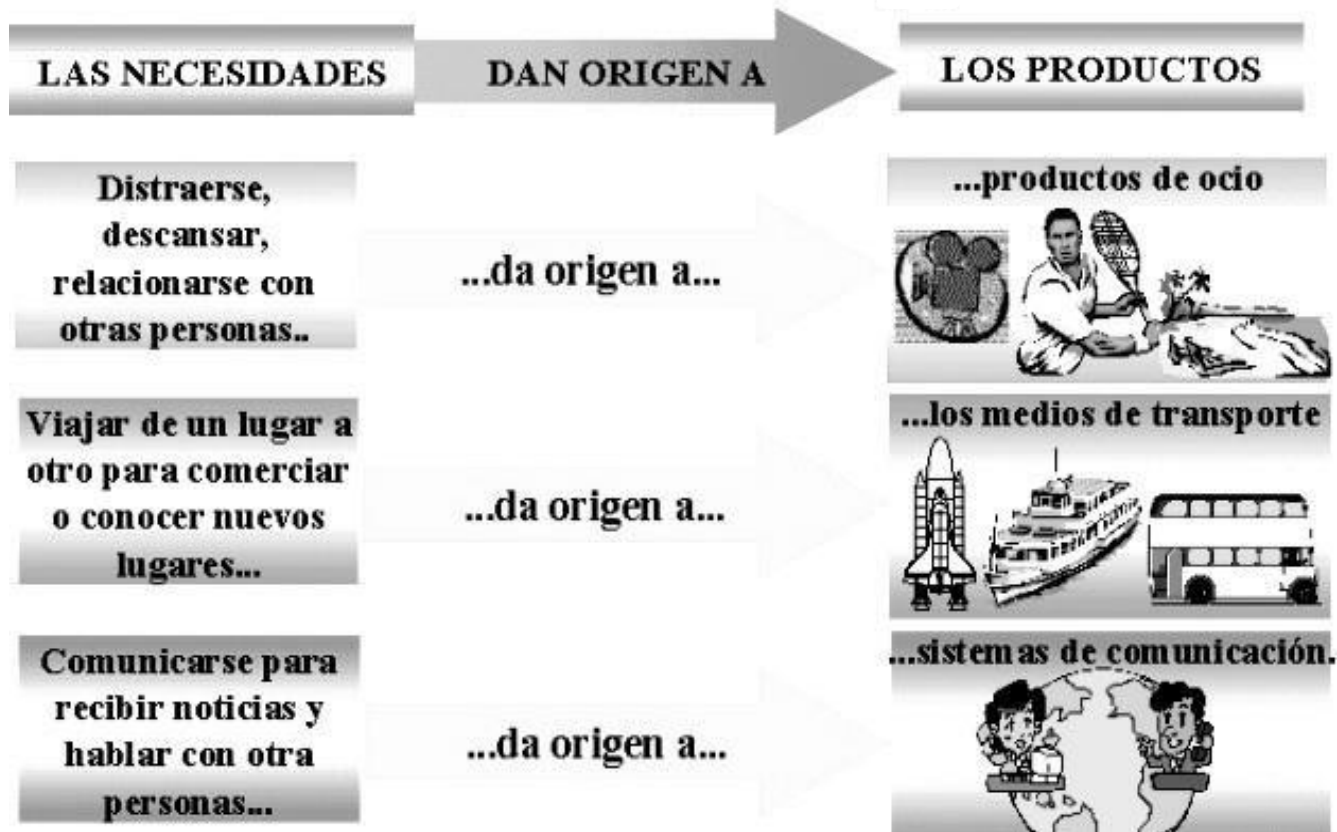 LAS NECESIDADES
DAN ORIGEN A
LOS PRODUCTOS
Distraerse,
descansar,
relacionarse con
otras personas..
...da origen a...
...productos de ocio
Viajar de un lugar a
otro para comerciar
o conocer nuevos
lugares...
...da origen a...
...los medios de transporte
Comunicarse para
recibir noticias y
hablar con otra
personas...
...da origen a...
...sistemas de comunicación.